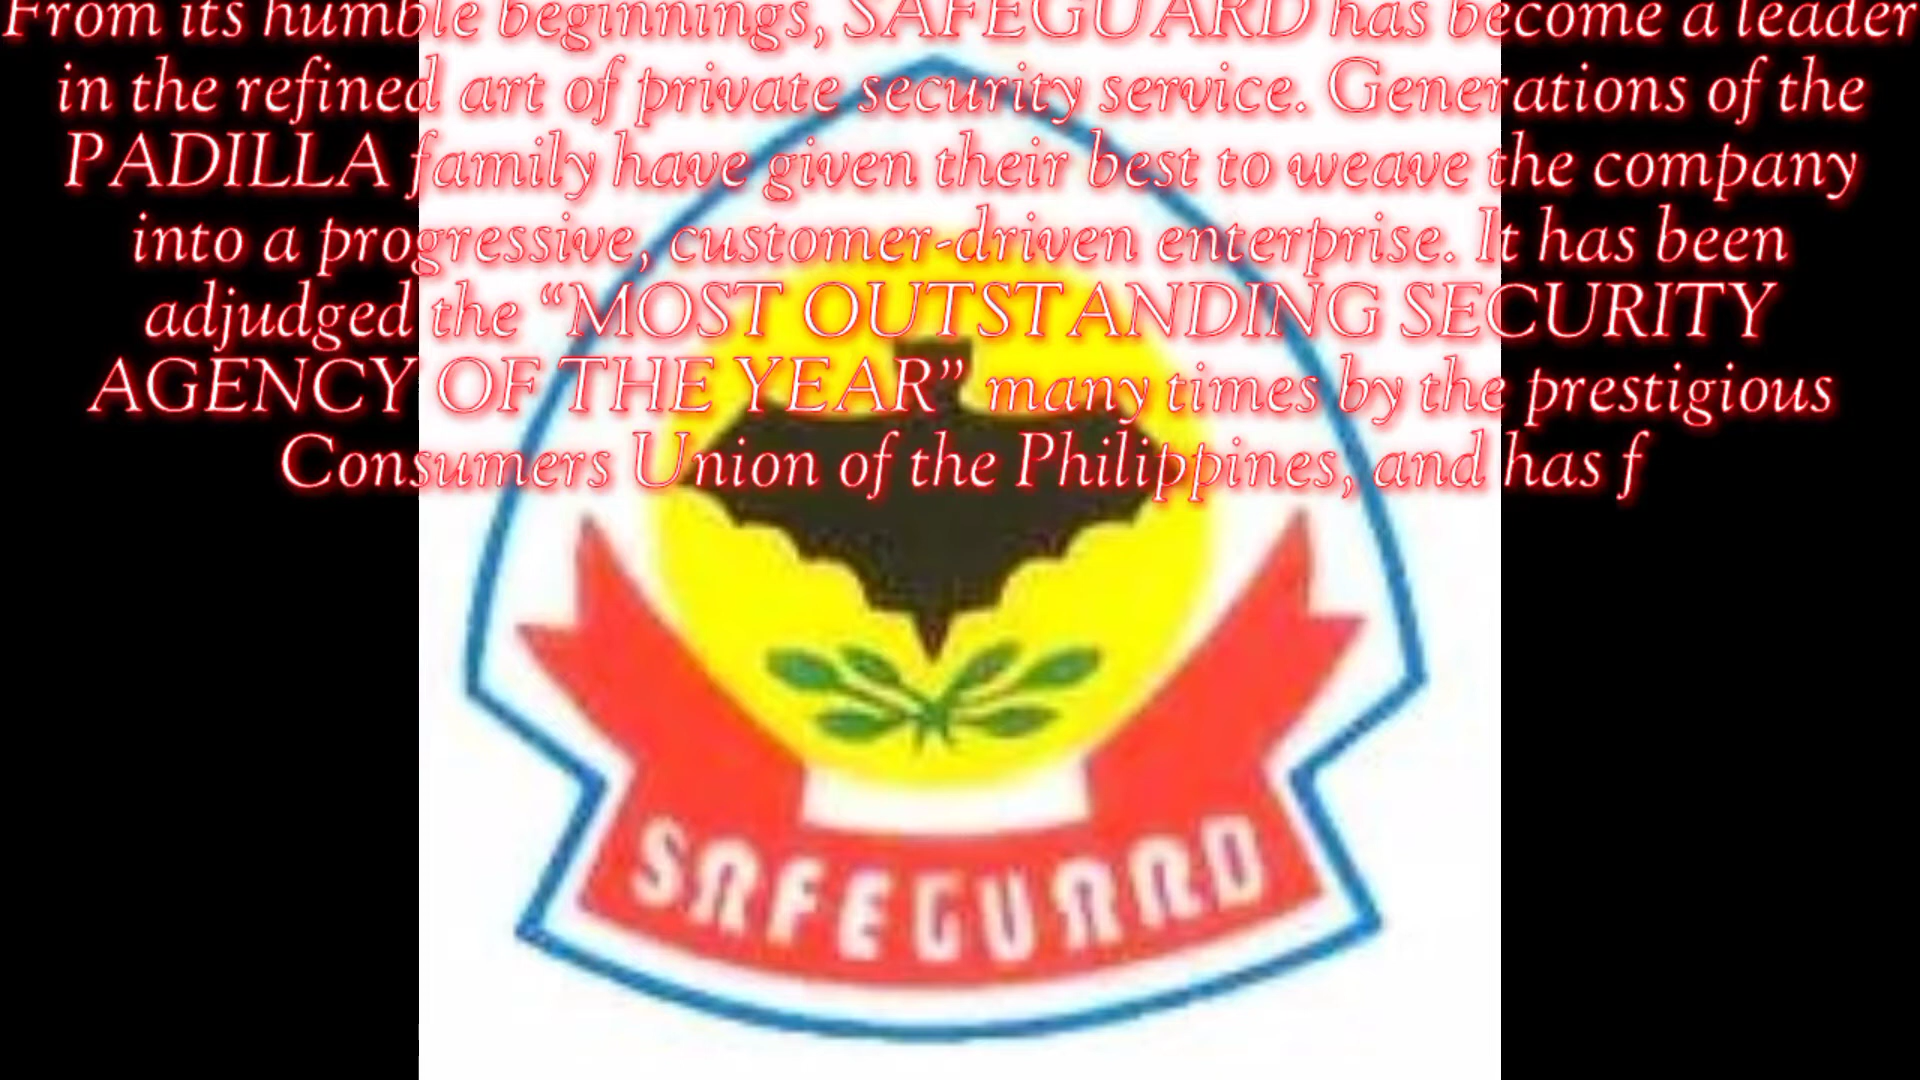 From its humble beginnings, SAFEGUARD has become a leader
in the refined art of private security service. Generations of the
PADILLA family have given their best to weave the company
into a progressive, customer-driven enterprise. It has been
adjudged the “MOST OUTSTANDING SECURITY
AGENCY OF THE YEAR” many times by the prestigious
Consumers Union of the Philippines, and has f
SAFEGUARD